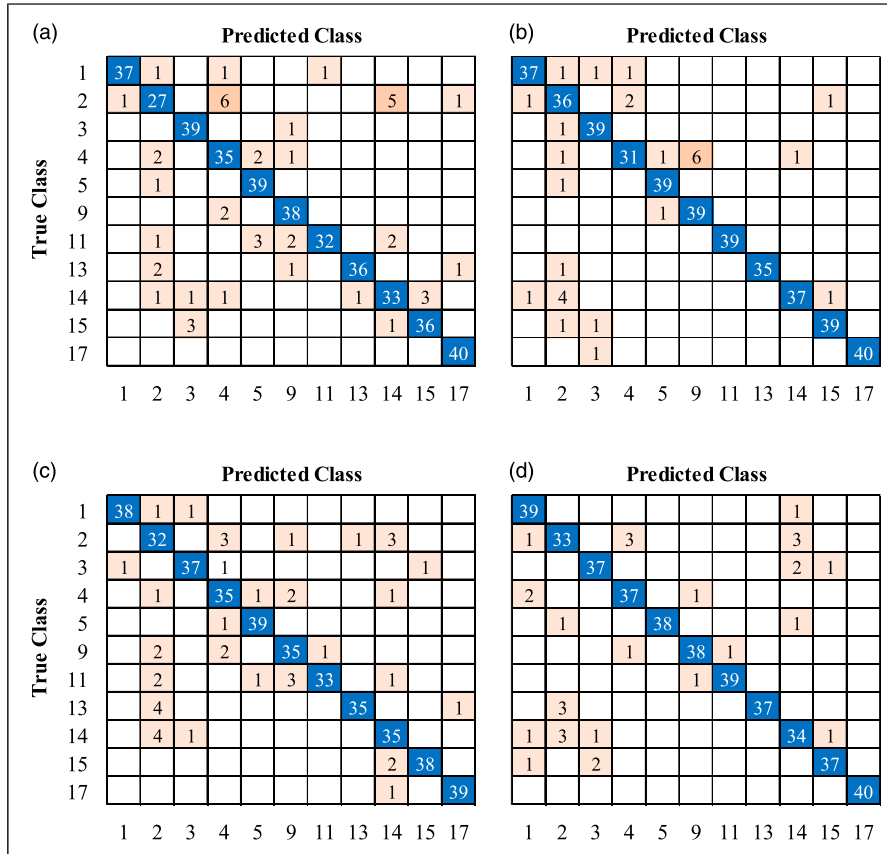 (a) Predicted Class
1 37 1 1 1
2 1 27 6 5 1
3 39 1
4 2 35 2 1
5 1 39
9 2 38
11 1 3 2 32 2
13 2 1 36 1
14 1 1 1 1 33 3
15 3 1 36
17 40
1 2 3 4 5 9 11 13 14 15 17
True Class
(b) Predicted Class
37 1 1 1
1 36 2 1
1 39
1 31 1 6 1
1 39
1 39
39
1 35
1 4 37 1
1 1 39
1 40
1 2 3 4 5 9 11 13 14 15 17
(c) Predicted Class
1 38 1 1
2 32 3 1 1 3
3 1 37 1 1
4 1 35 1 2 1
5 1 39
9 2 2 35 1
11 2 1 3 33 1
13 4 35 1
14 4 1 35
15 2 38
17 1 39
1 2 3 4 5 9 11 13 14 15 17
True Class
(d) Predicted Class
39 1
1 33 3 3
37 2 1
2 37 1
1 38 1
1 38 1
1 39
3 37
1 3 1 34 1
1 2 37
40
1 2 3 4 5 9 11 13 14 15 17